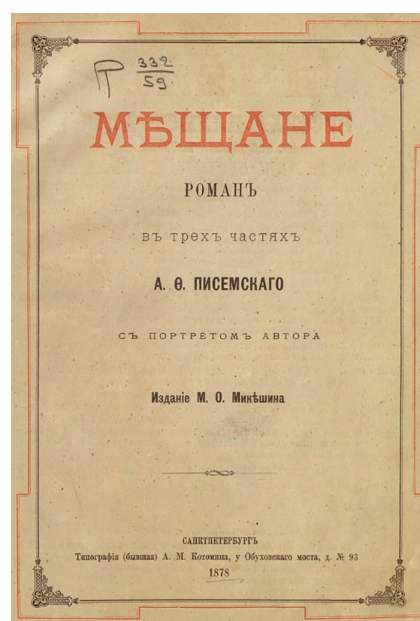 Р 332
59
МѢЩАНЕ
РОМАНЪ
въ трехъ частяхъ
А. Ѳ. ПИСЕМСКАГО
СЪ ПОРТРЕТОМЪ АВТОРА
Изданіе М. О. Микѣшина
САНКТПЕТЕРБУРГЪ
Типографія (бывшая) А. М. Котомина, у Обуховскаго моста, д. № 93
1878